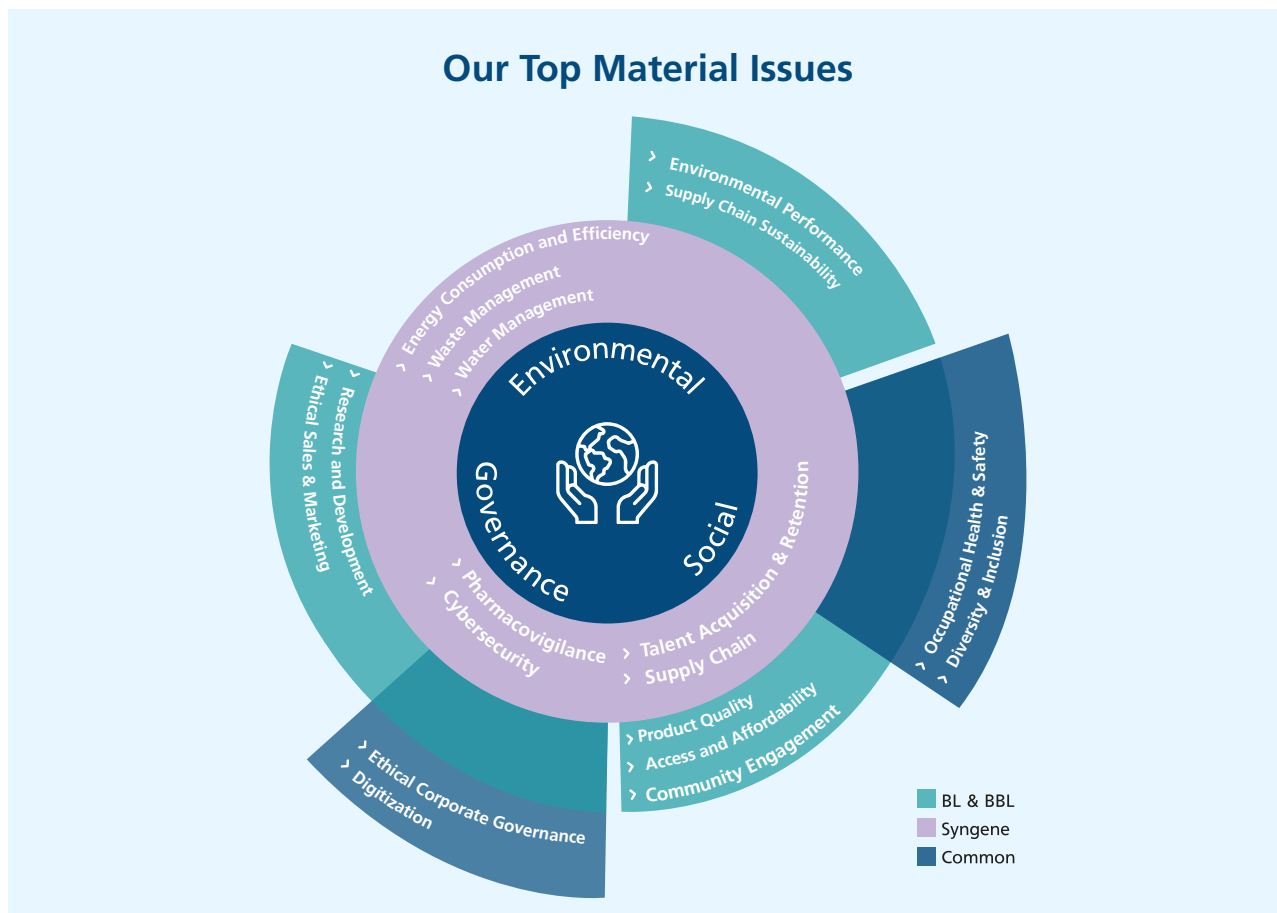 Our Top Material Issues
Environmental Performance
Supply Chain Sustainability
Energy Consumption and Efficiency
Waste Management
Water Management
Environmental
Governance
Social
Research and Development
Ethical Sales & Marketing
Occupational Health & Safety
Diversity & Inclusion
Pharmacovigilance
Cybersecurity
Talent Acquisition & Retention
Supply Chain
Product Quality
Access and Affordability
Community Engagement
Ethical Corporate Governance
Digitization
BL & BBL
Syngene
Common